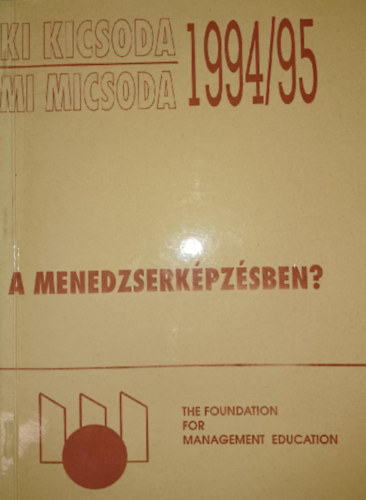 KI KICSODA
MI MICSODA
1994/95
A MENEDZSERKÉPZÉSBEN?
THE FOUNDATION
FOR
MANAGEMENT EDUCATION